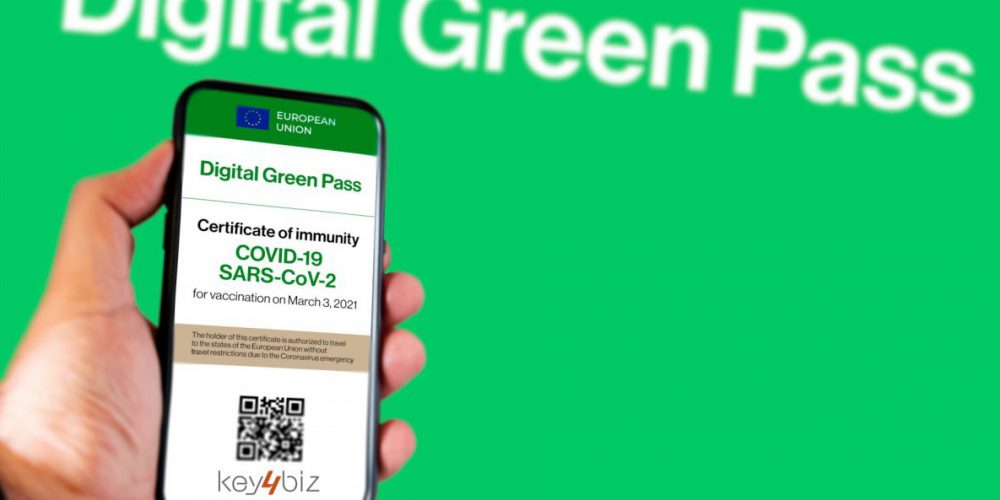 Digital Green Pass
EUROPEAN
UNION
Digital Green Pass
Certificate of immunity
COVID-19
SARS-CoV-2
for vaccination on March 3, 2021
The holder of this certificate is authorized to travel
to the states of the European Union without
travel restrictions due to the Coronavirus emergency
key4biz